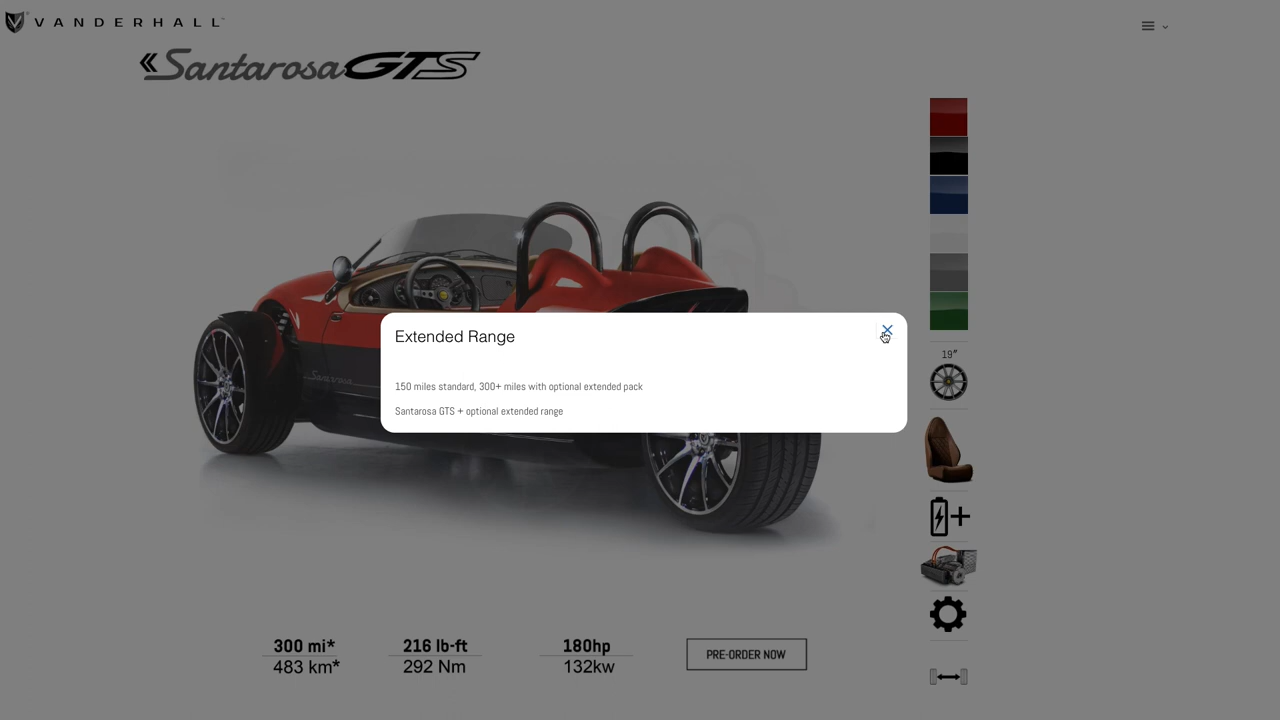 VANDERHALL
Santarosa GTS
19"
Extended Range
150 miles standard, 300+ miles with optional extended pack
Santarosa GTS + optional extended range
Santarosa
300 mi*
483 km*
216 lb-ft
292 Nm
180hp
132kw
PRE-ORDER NOW